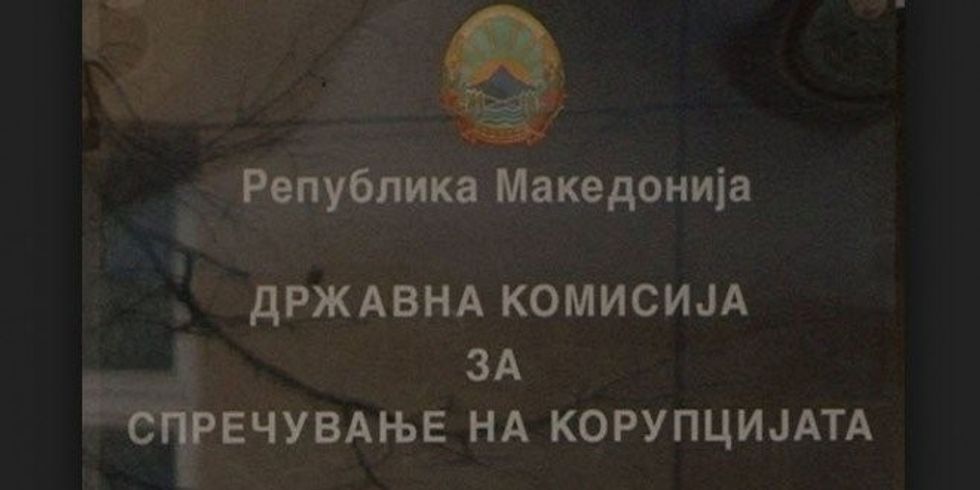 Република Македонија
ДРЖАВНА КОМИСИЈА
ЗА
СПРЕЧУВАЊЕ НА КОРУПЦИЈАТА